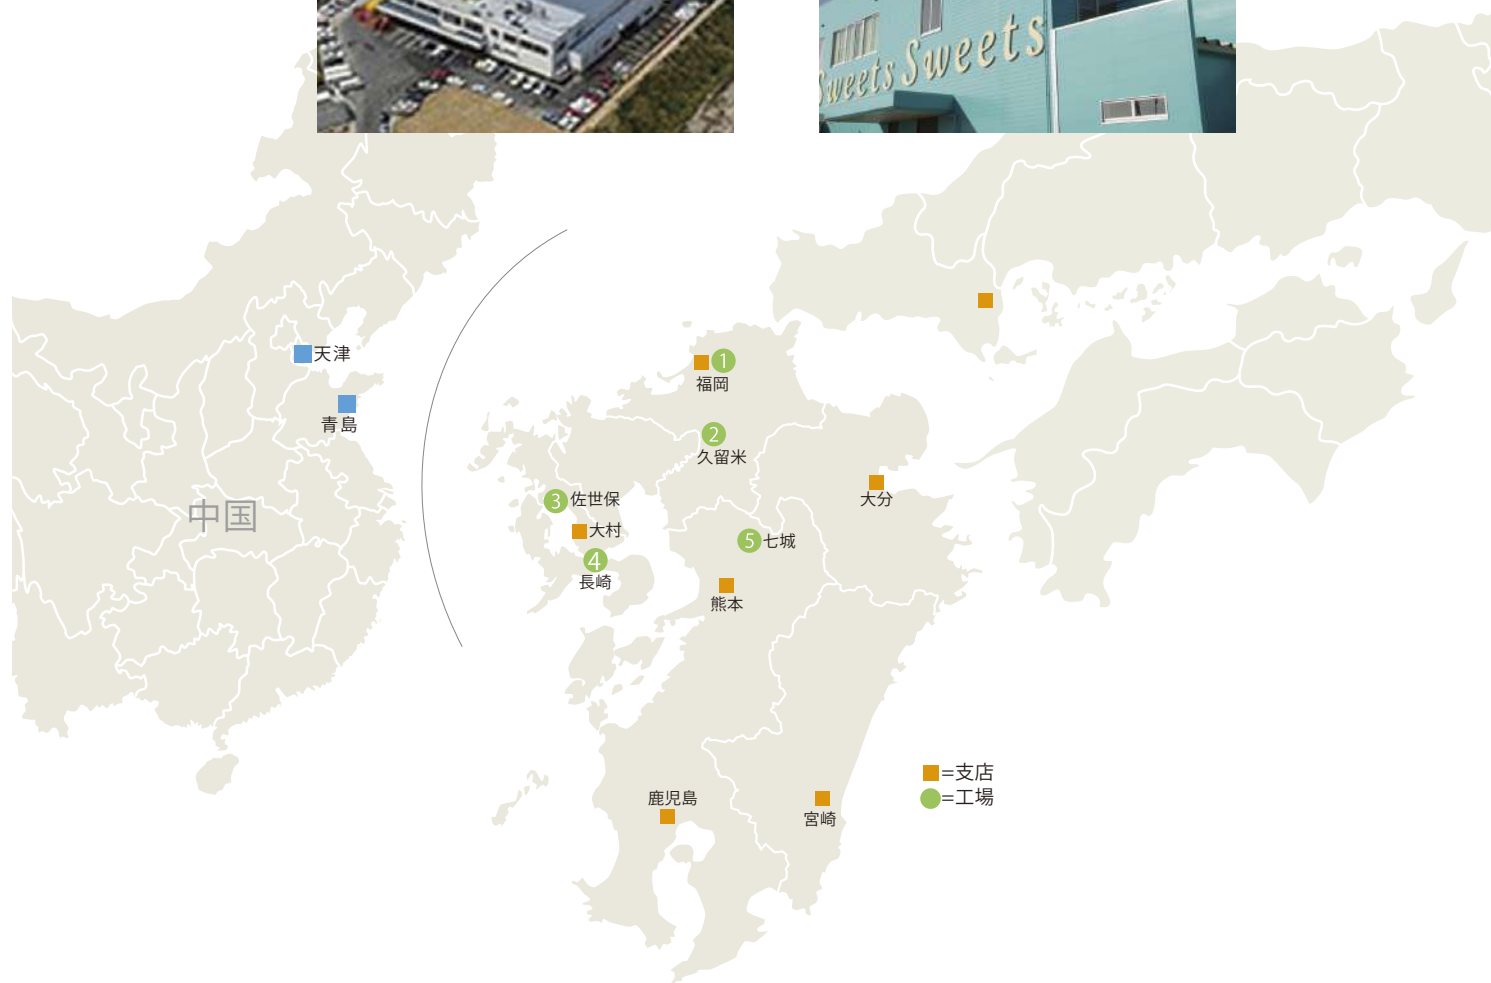 Sweets Sweets
天津
青島
中国
1
福岡
2
久留米
3 佐世保
大村
4
長崎
5 七城
大分
熊本
鹿児島
宮崎
=支店
=工場